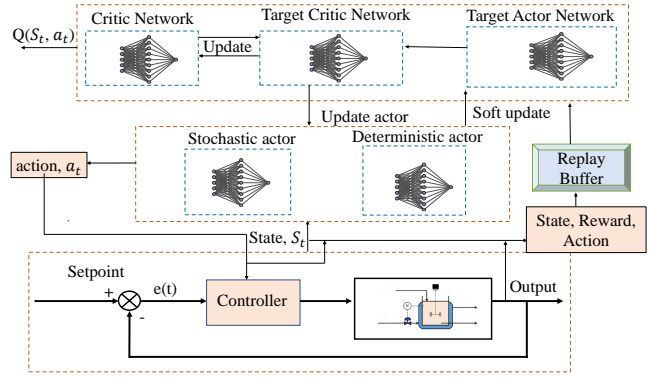 Critic Network
Target Critic Network
Target Actor Network
Q(S_t, a_t)
Update
Update actor
Soft update
Stochastic actor
Deterministic actor
action, a_t
Replay
Buffer
State, S_t
State, Reward,
Action
Setpoint
+
e(t)
-
Controller
Output